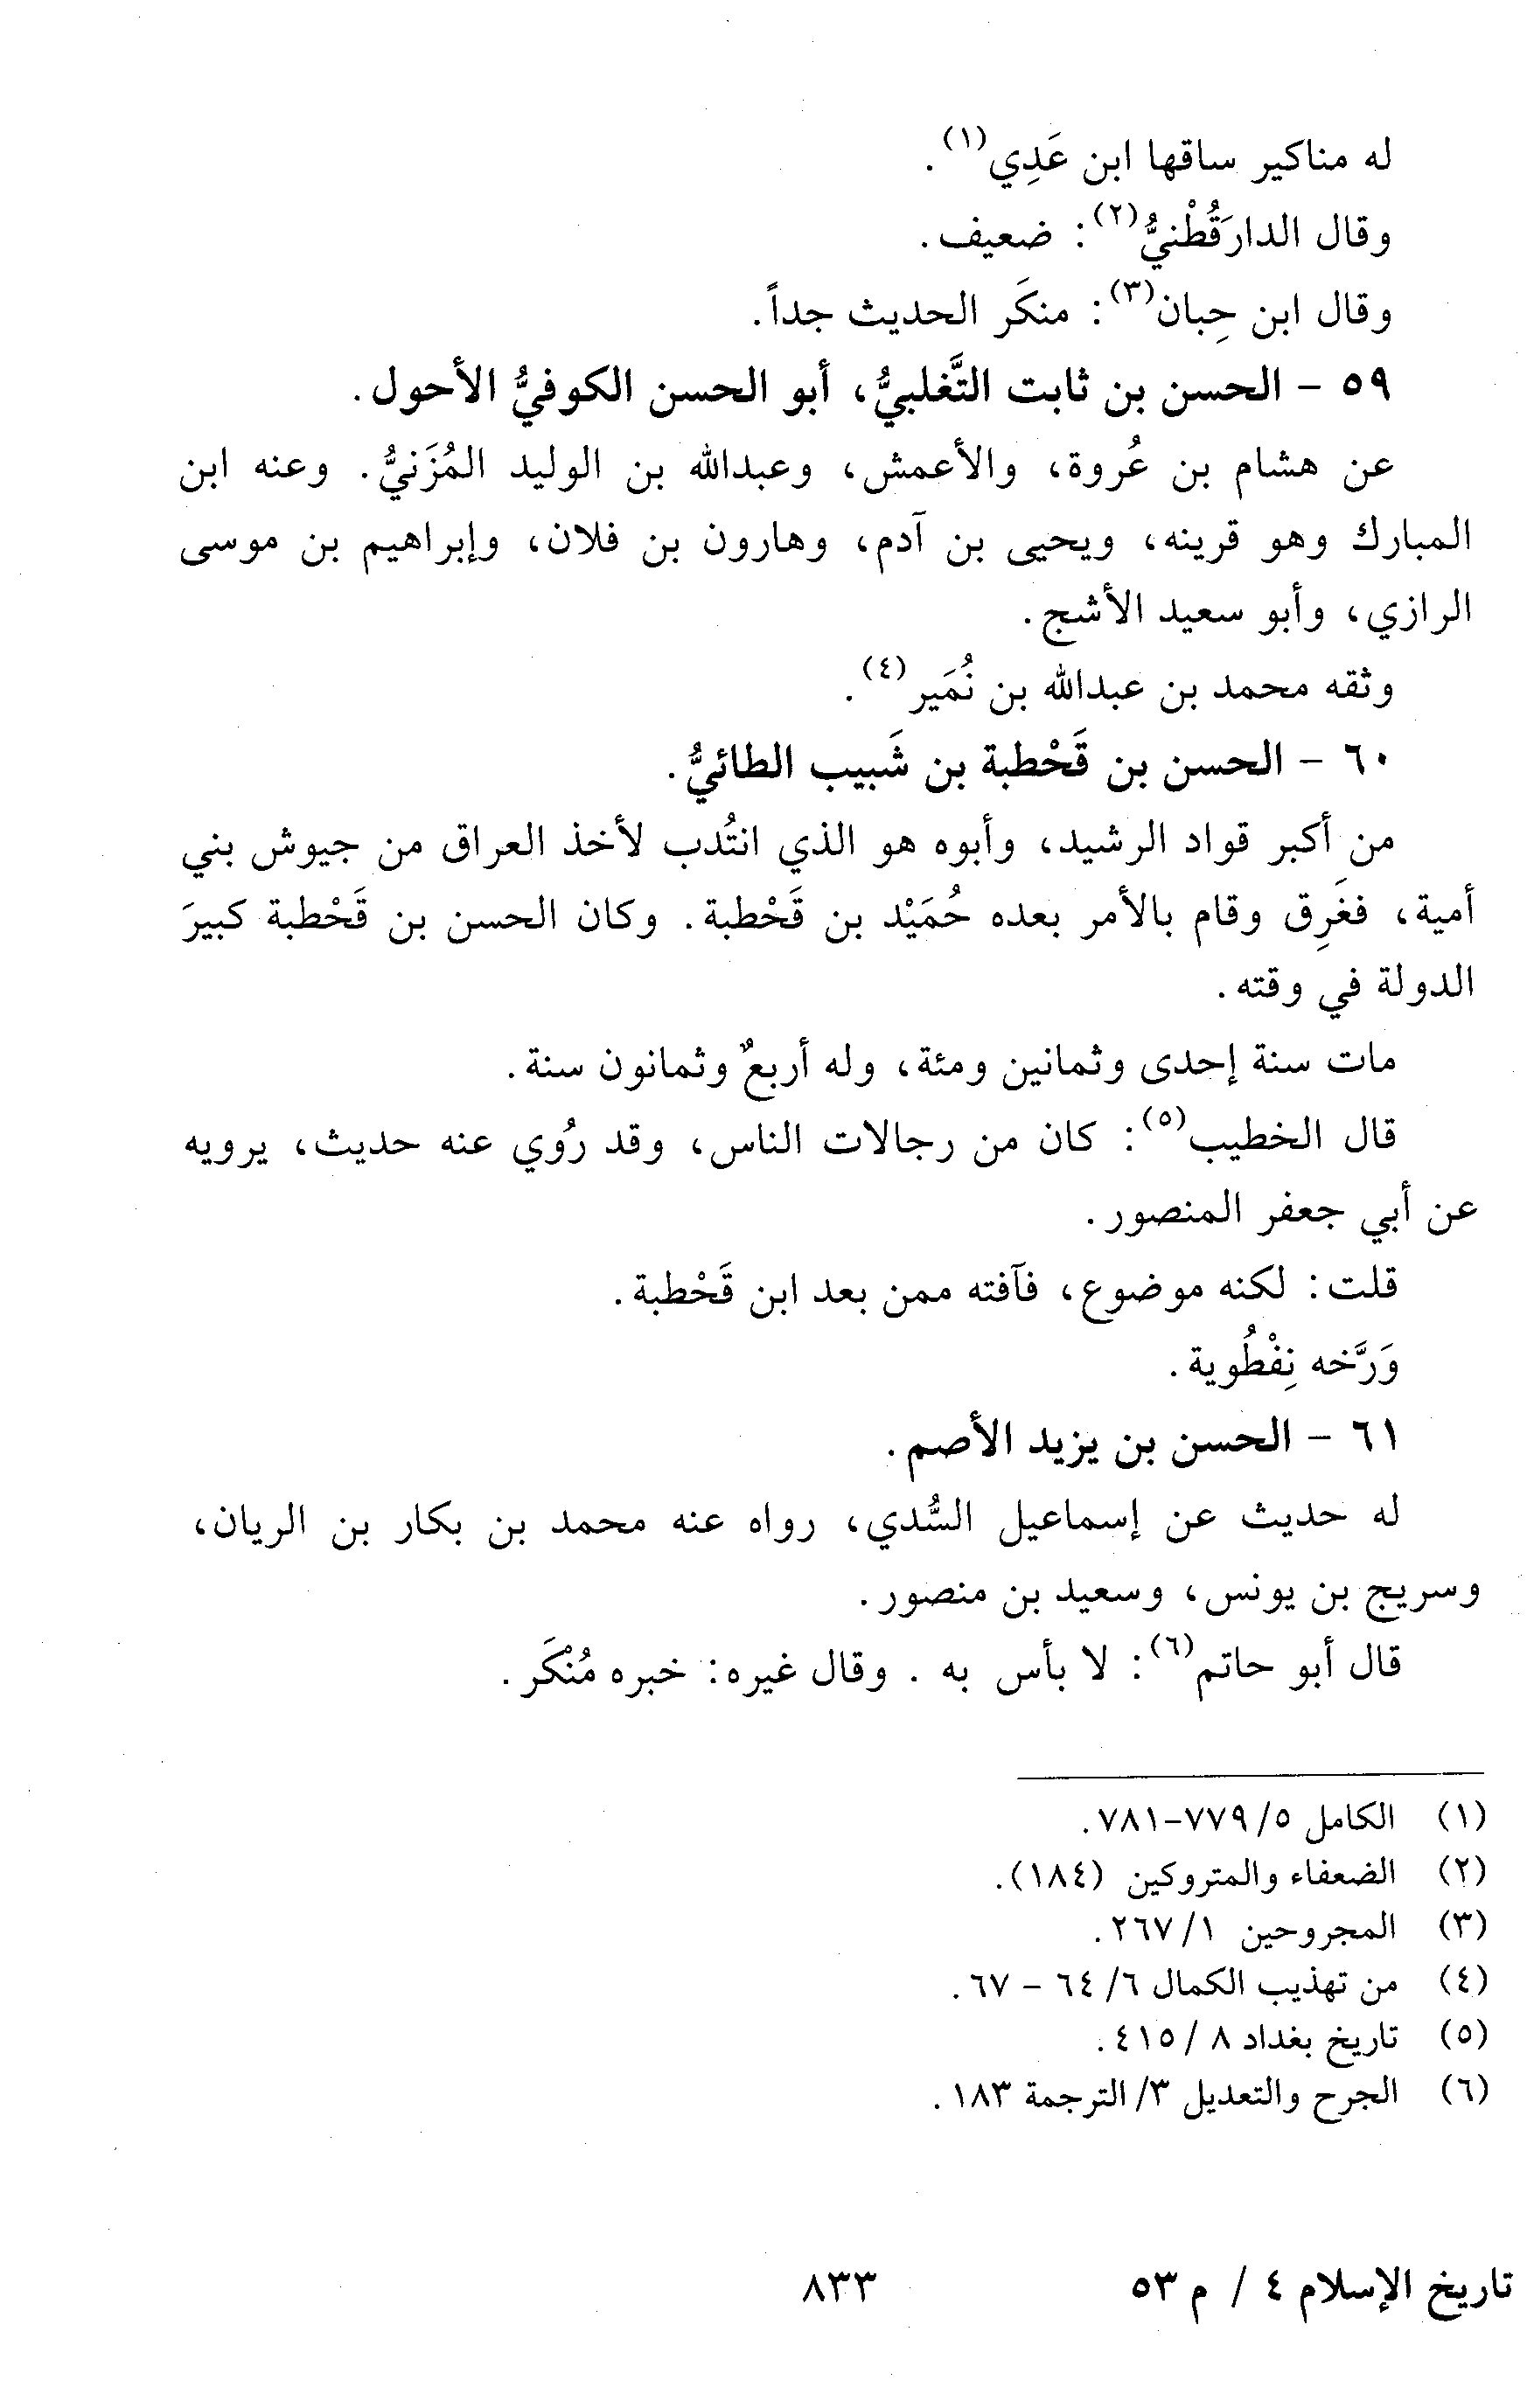 له مناكير ساقها ابن عَدِي(١).
وقال الدارَقُطْنيُّ(٢): ضعيف.
وقال ابن حِبان(٣): منكَر الحديث جداً.
٥٩ - الحسن بن ثابت التَّغلبيُّ، أبو الحسن الكوفيُّ الأحول.
عن هشام بن عُروة، والأعمش، وعبدالله بن الوليد المُزَنيُّ. وعنه ابن
المبارك وهو قرينه، ويحيى بن آدم، وهارون بن فلان، وإبراهيم بن موسى
الرازي، وأبو سعيد الأشج.
وثقه محمد بن عبدالله بن نُمَير(٤).
٦٠ - الحسن بن قَحْطبة بن شَبيب الطائيُّ.
من أكبر قواد الرشيد، وأبوه هو الذي انتُدب لأخذ العراق من جيوش بني
أمية، فغَرِق وقام بالأمر بعده حُمَيْد بن قَحْطبة. وكان الحسن بن قَحْطبة كبيرَ
الدولة في وقته.
مات سنة إحدى وثمانين ومئة، وله أربعٌ وثمانون سنة.
قال الخطيب(٥): كان من رجالات الناس، وقد رُوي عنه حديث، يرويه
عن أبي جعفر المنصور.
قلت: لكنه موضوع، فآفته ممن بعد ابن قَحْطبة.
وَرَّخه نِفْطُوية.
٦١ - الحسن بن يزيد الأصم.
له حديث عن إسماعيل السُّدي، رواه عنه محمد بن بكار بن الريان،
وسريج بن يونس، وسعيد بن منصور.
قال أبو حاتم(٦): لا بأس به. وقال غيره: خبره مُنْكَر.
(١) الكامل ٥/ ٧٧٩-٧٨١.
(٢) الضعفاء والمتروكين (١٨٤).
(٣) المجروحين ١/ ٢٦٧.
(٤) من تهذيب الكمال ٦/ ٦٤ - ٦٧.
(٥) تاريخ بغداد ٨ / ٤١٥.
(٦) الجرح والتعديل ٣/ الترجمة ١٨٣.
تاريخ الإسلام ٤ / م ٥٣ ٨٣٣